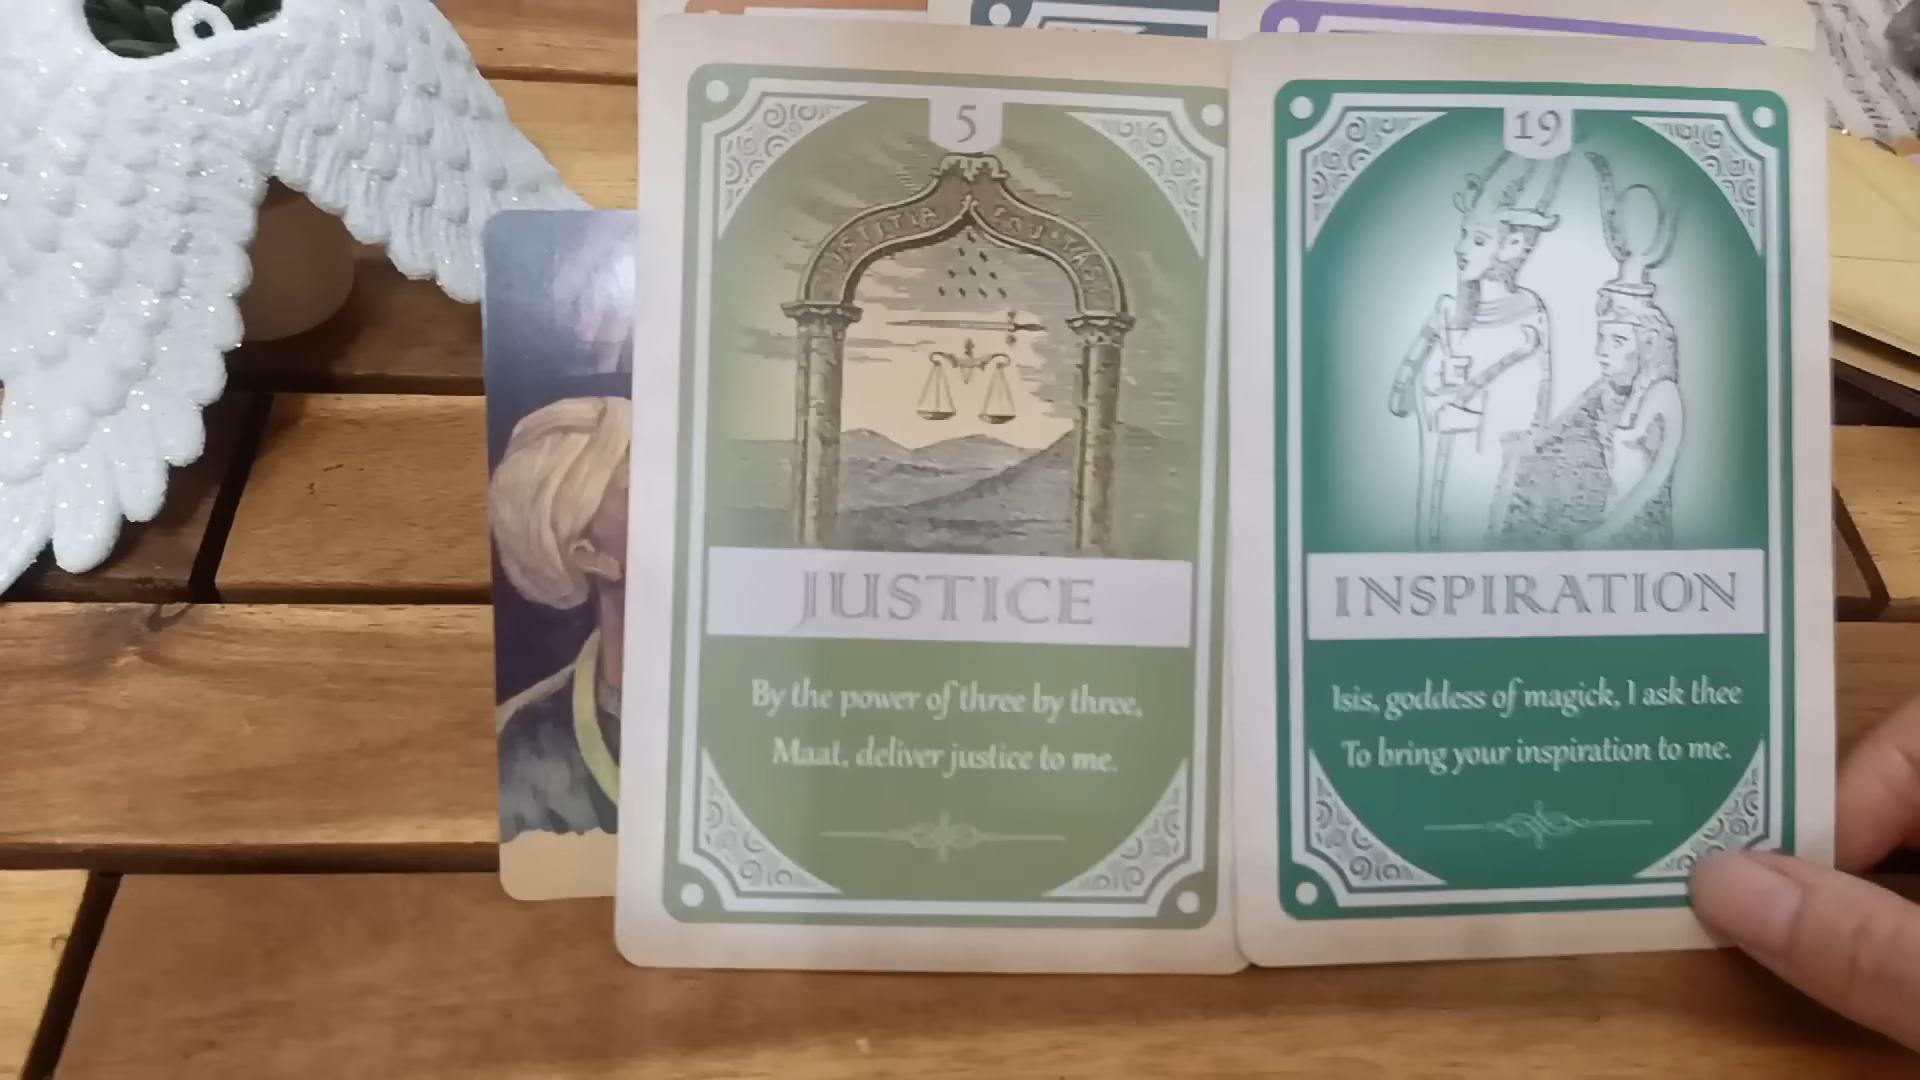 5
JUSTITIA
JUSTICE
By the power of three by three,
Maat, deliver justice to me.
19
INSPIRATION
Isis, goddess of magick, I ask thee
To bring your inspiration to me.